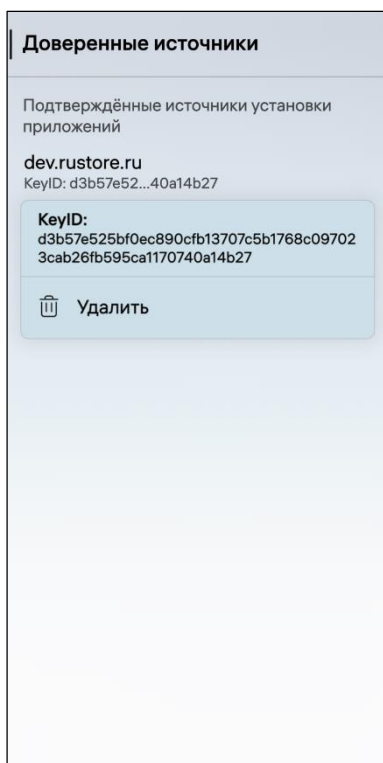 Доверенные источники
Подтверждённые источники установки
приложений
dev.rustore.ru
KeyID: d3b57e52...40a14b27
KeyID:
d3b57e525bf0ec890cfb13707c5b1768c09702
3cab26fb595ca1170740a14b27
Удалить